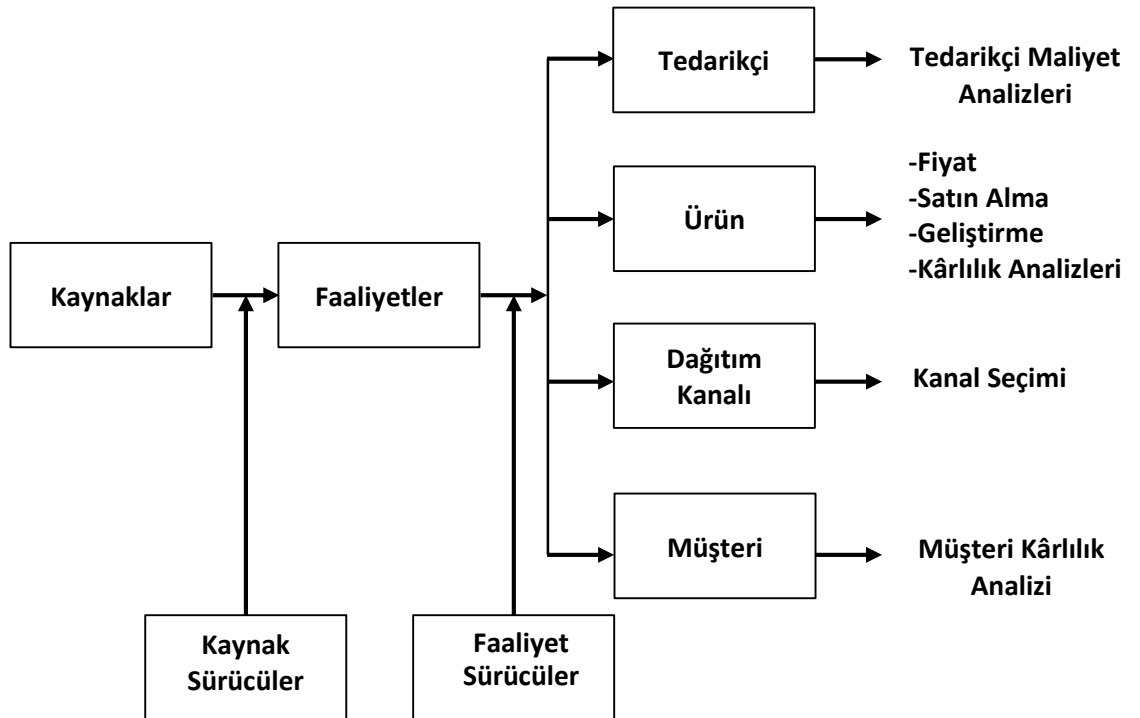 Tedarikçi
Tedarikçi Maliyet
Analizleri
Ürün
-Fiyat
-Satın Alma
-Geliştirme
-Kârlılık Analizleri
Kaynaklar
Faaliyetler
Dağıtım
Kanalı
Kanal Seçimi
Müşteri
Müşteri Kârlılık
Analizi
Kaynak
Sürücüler
Faaliyet
Sürücüler